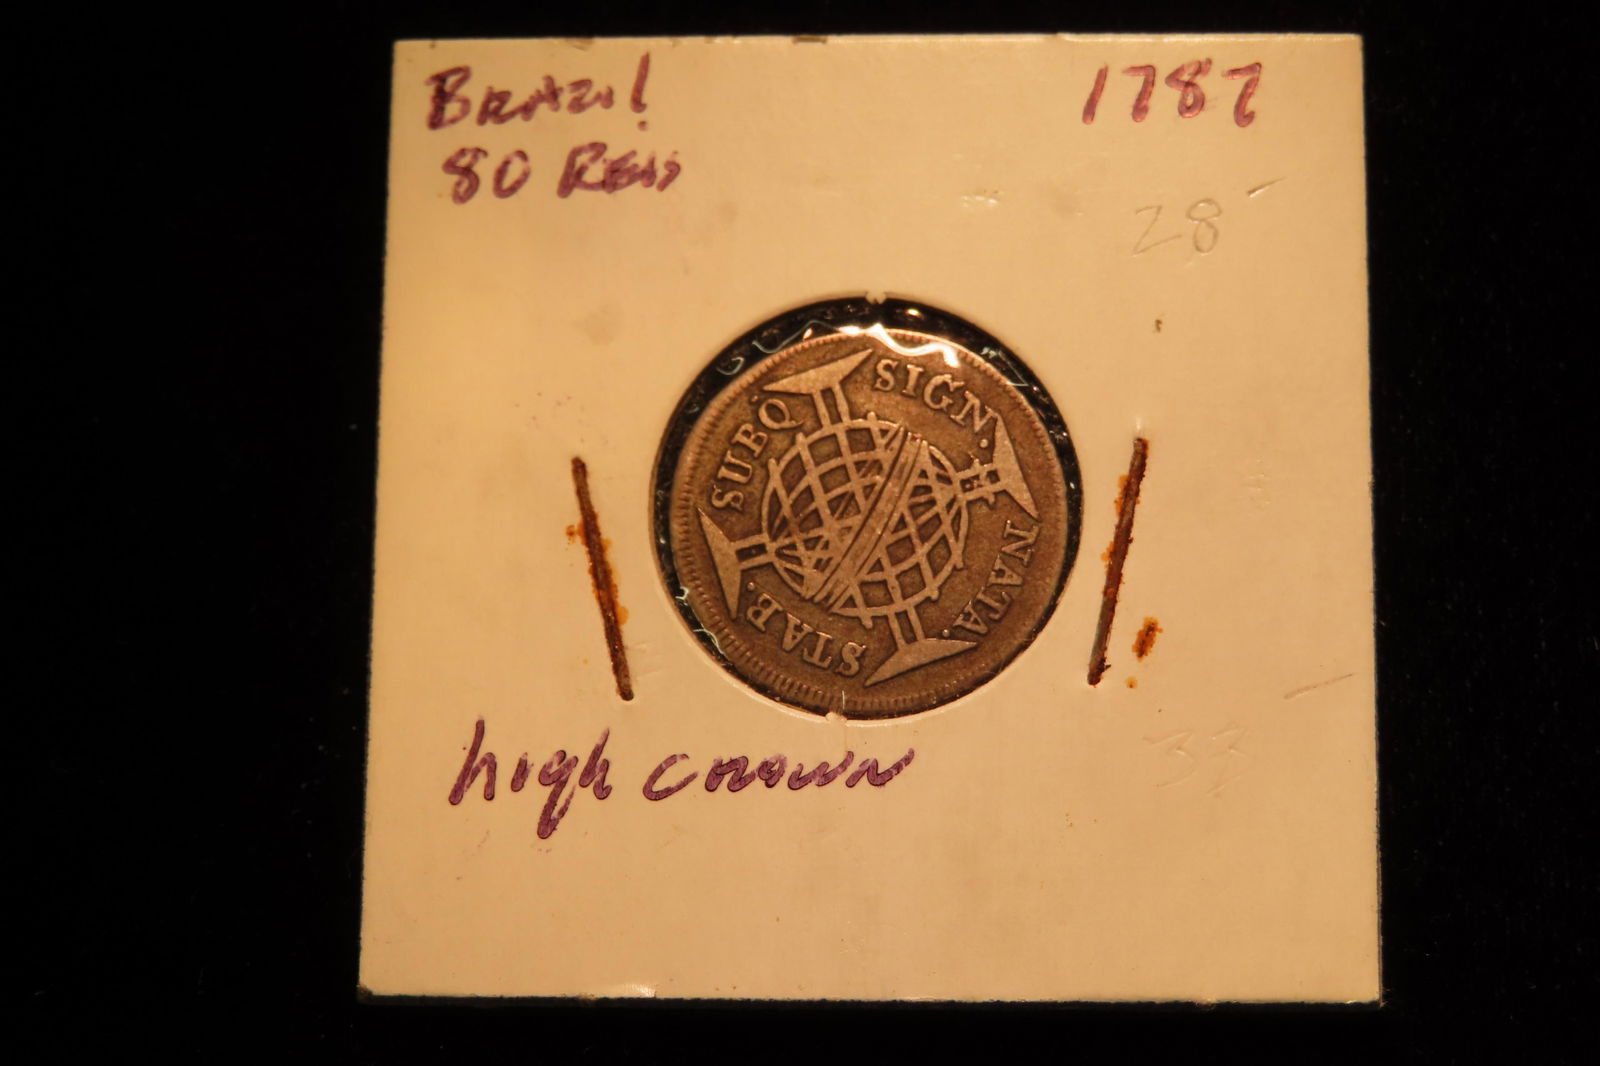 Brazil
80 Reis
1787
28
SUBQ
SIGN.
NATA.
STAB.
high crown
33